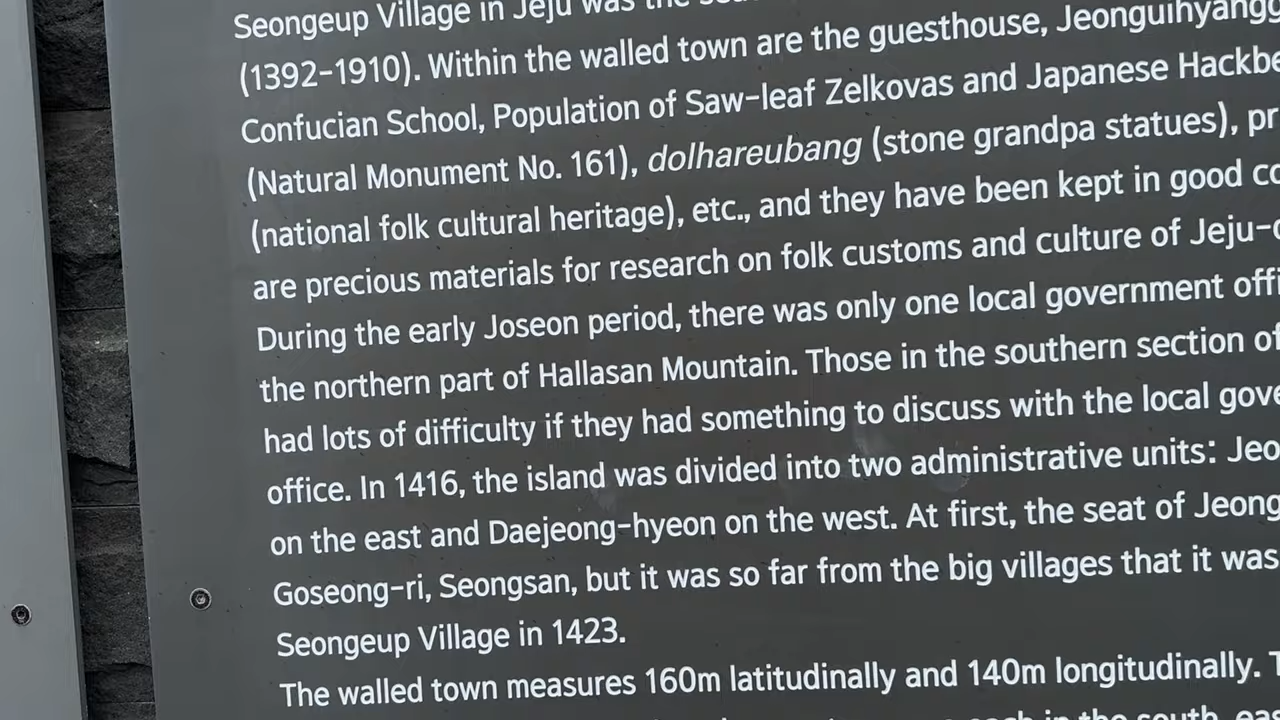 Seongeup Village in Jeju was the
(1392-1910). Within the walled town are the guesthouse,
Confucian School, Population of Saw-leaf Zelkovas and Japanese
(Natural Monument No. 161), dolhareubang (stone grandpa statues),
(national folk cultural heritage), etc., and they have been kept in good
are precious materials for research on folk customs and culture of
During the early Joseon period, there was only one local government
the northern part of Hallasan Mountain. Those in the southern section of
had lots of difficulty if they had something to discuss with the local
office. In 1416, the island was divided into two administrative units:
on the east and Daejeong-hyeon on the west. At first, the seat of
Goseong-ri, Seongsan, but it was so far from the big villages that it was
Seongeup Village in 1423.
The walled town measures 160m latitudinally and 140m longitudinally.
each in the south,